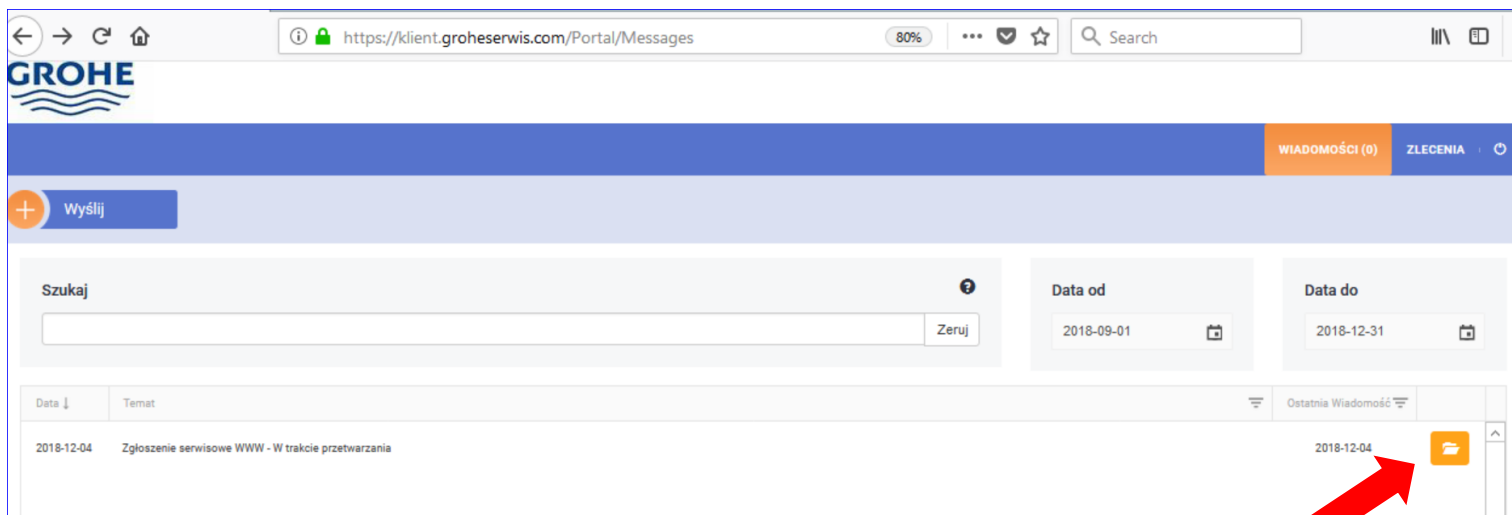 https://klient.groheserwis.com/Portal/Messages 80% Search
GROHE
WIADOMOŚCI (0) ZLECENIA
Wyślij
Szukaj Data od Data do
Zeruj 2018-09-01 2018-12-31
Data Temat Ostatnia Wiadomość
2018-12-04 Zgłoszenie serwisowe WWW - W trakcie przetwarzania 2018-12-04